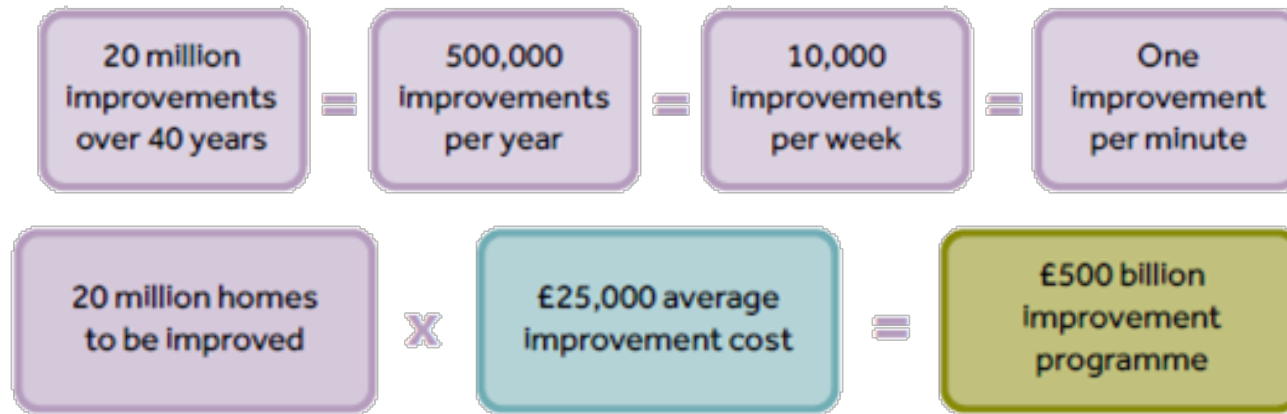 20 million
improvements
over 40 years
=
500,000
improvements
per year
=
10,000
improvements
per week
=
One
improvement
per minute
20 million homes
to be improved
x
£25,000 average
improvement cost
=
£500 billion
improvement
programme